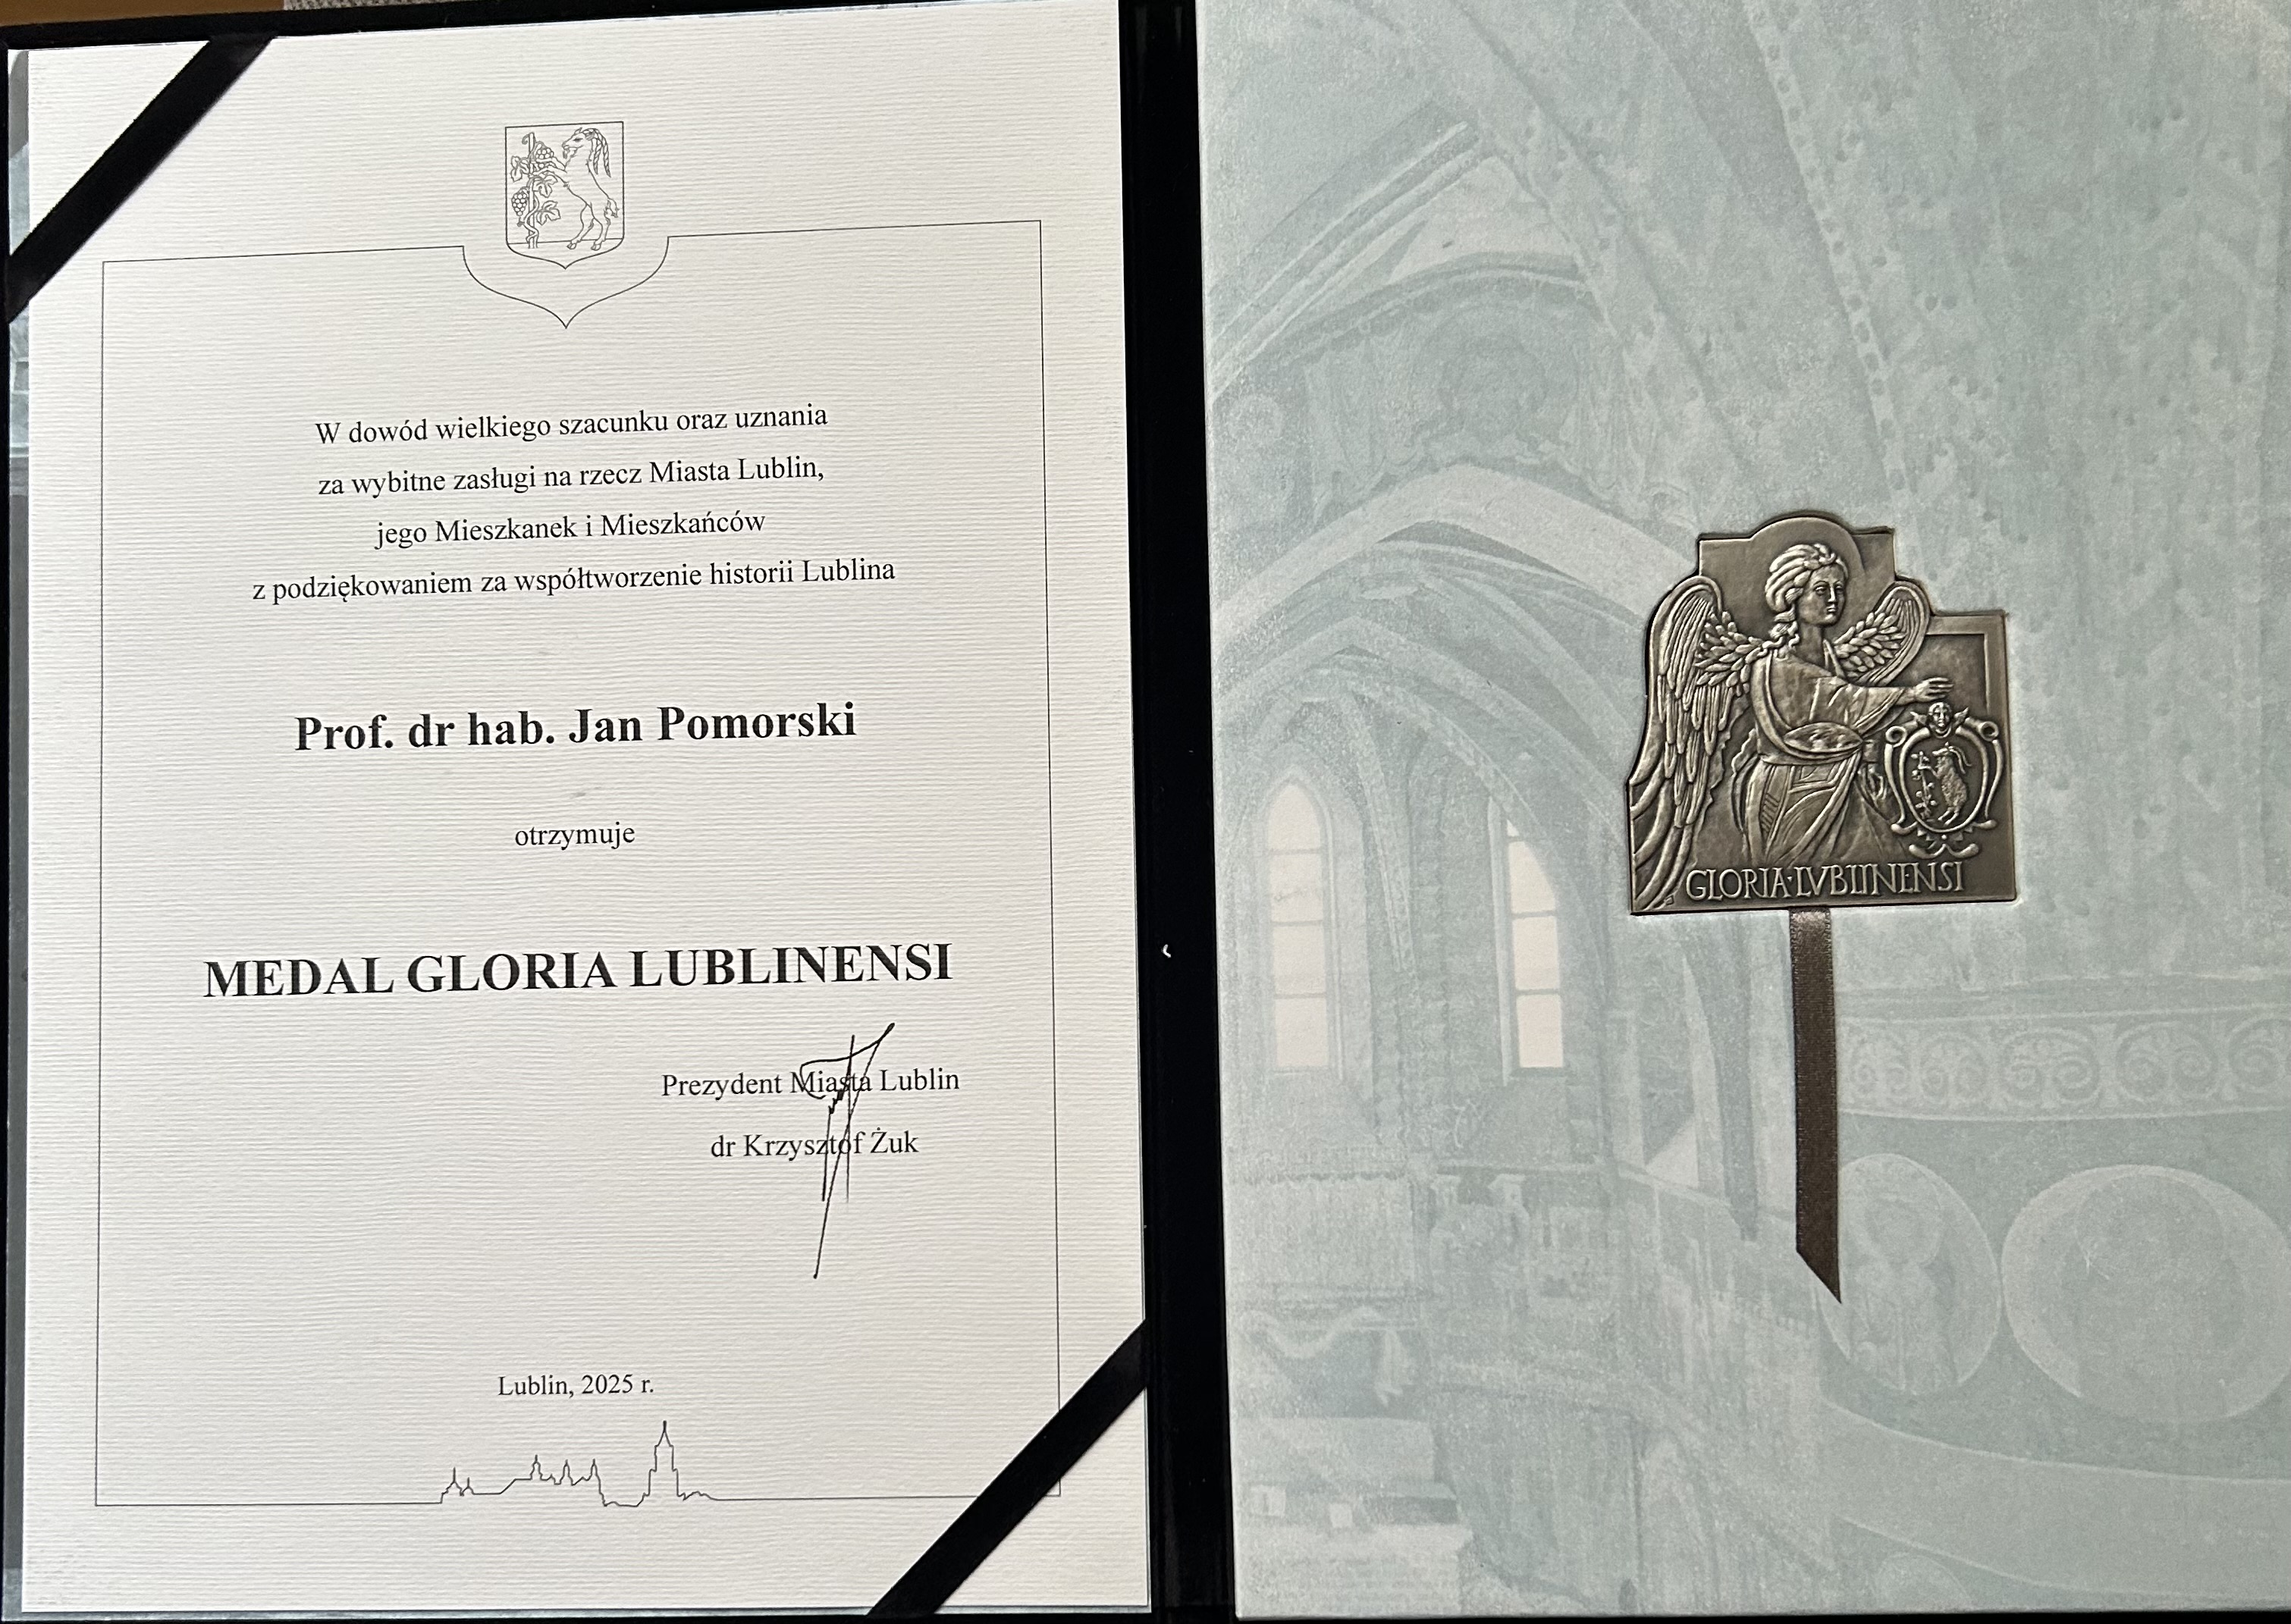 W dowód wielkiego szacunku oraz uznania
za wybitne zasługi na rzecz Miasta Lublin,
jego Mieszkanek i Mieszkańców
z podziękowaniem za współtworzenie historii Lublina
Prof. dr hab. Jan Pomorski
otrzymuje
MEDAL GLORIA LUBLINENSI
Prezydent Miasta Lublin
dr Krzysztof Żuk
Lublin, 2025 r.
GLORIA·LVBLINENSI